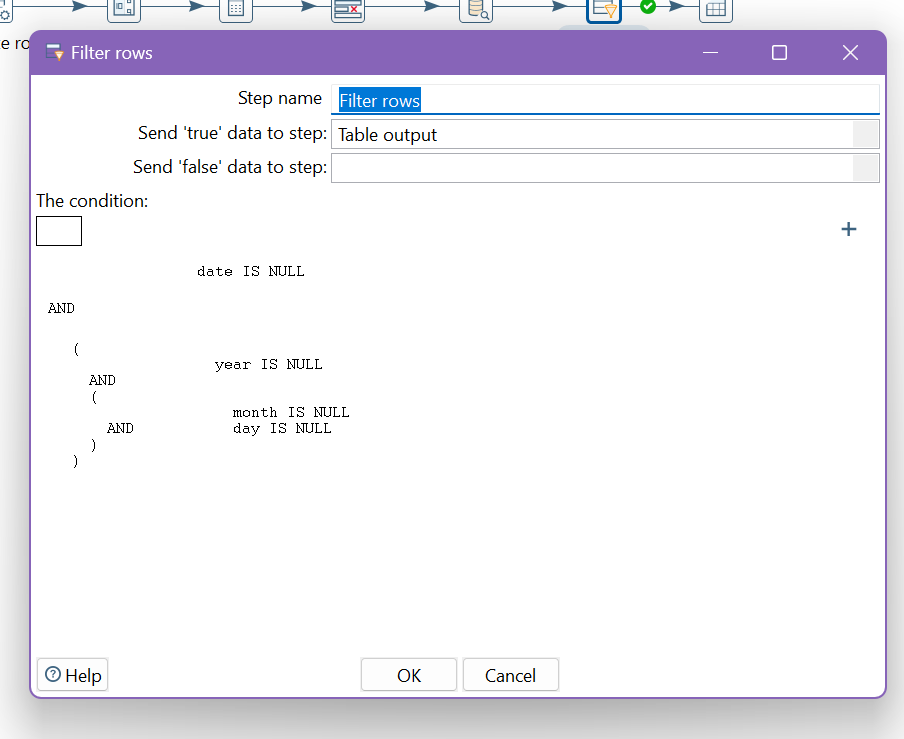 e ro
Filter rows
Step name Filter rows
Send 'true' data to step: Table output
Send 'false' data to step:
The condition:
+
date IS NULL
AND
(
year IS NULL
AND
(
month IS NULL
AND day IS NULL
)
)
? Help OK Cancel